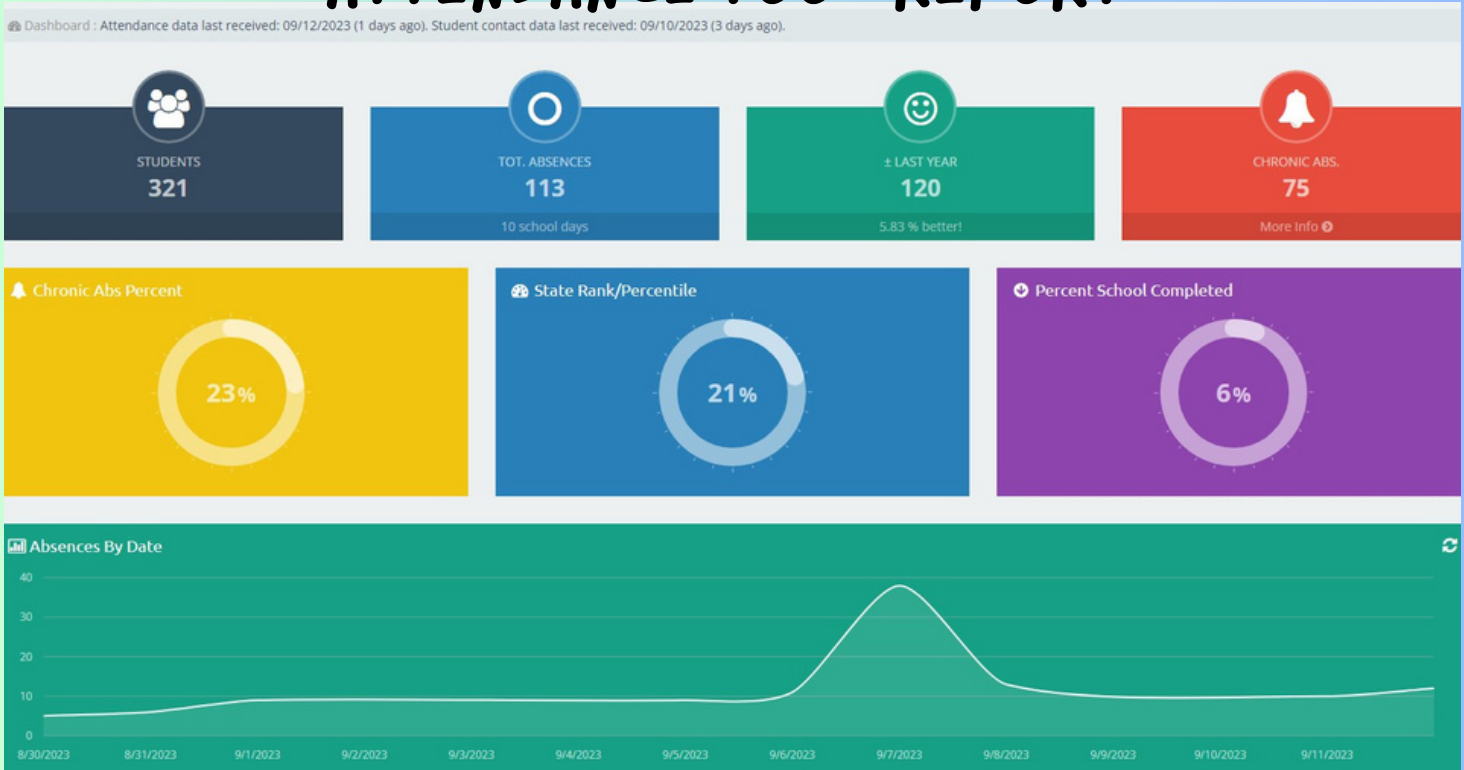 ATTENDANCE TOOL REPORT
Dashboard : Attendance data last received: 09/12/2023 (1 days ago). Student contact data last received: 09/10/2023 (3 days ago).
STUDENTS
321
TOT. ABSENCES
113
10 school days
± LAST YEAR
120
5.83 % better!
CHRONIC ABS.
75
More Info
Chronic Abs Percent
23%
State Rank/Percentile
21%
Percent School Completed
6%
Absences By Date
40
30
20
10
0
8/30/2023 8/31/2023 9/1/2023 9/2/2023 9/3/2023 9/4/2023 9/5/2023 9/6/2023 9/7/2023 9/8/2023 9/9/2023 9/10/2023 9/11/2023